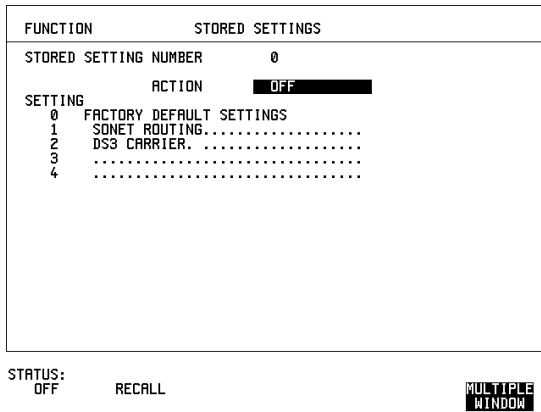 FUNCTION STORED SETTINGS
STORED SETTING NUMBER 0
ACTION OFF
SETTING
0 FACTORY DEFAULT SETTINGS
1 SONET ROUTING...................
2 DS3 CARRIER. ...................
3 ................................
4 ................................
STATUS:
OFF RECALL
MULTIPLE
WINDOW